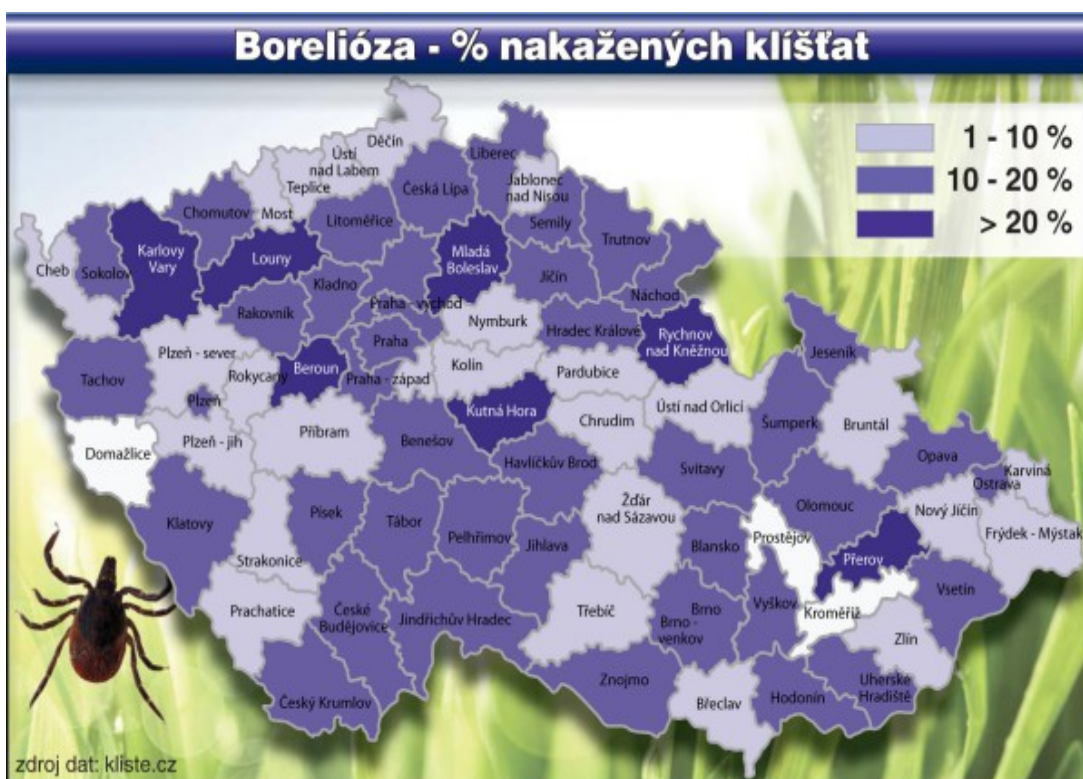 Borelióza - % nakažených klíšťat
1 - 10 %
10 - 20 %
> 20 %
Děčín
Ústí
nad Labem
Teplice
Most
Chomutov
Liberec
Česká Lípa
Jablonec
nad Nisou
Semily
Litoměřice
Trutnov
Karlovy
Vary
Louny
Mladá
Boleslav
Jičín
Cheb
Sokolov
Kladno
Náchod
Rakovník
Praha - východ
Nymburk
Hradec Králové
Rychnov
nad Kněžnou
Jeseník
Plzeň - sever
Praha
Rokycany
Beroun
Kolín
Pardubice
Tachov
Praha - západ
Plzeň
Kutná Hora
Ústí nad Orlicí
Chrudim
Šumperk
Bruntál
Příbram
Benešov
Domažlice
Plzeň - jih
Havlíčkův Brod
Svitavy
Opava
Karviná
Ostrava
Klatovy
Písek
Tábor
Pelhřimov
Žďár
nad Sázavou
Olomouc
Nový Jíčín
Frýdek - Mýstak
Jihlava
Blansko
Prostějov
Přerov
Strakonice
Vsetín
Prachatice
České
Budějovice
Jindřichův Hradec
Třebíč
Brno
Brno -
venkov
Vyškov
Kroměříž
Zlín
Český Krumlov
Znojmo
Břeclav
Hodonín
Uherské
Hradiště
zdroj dat: kliste.cz